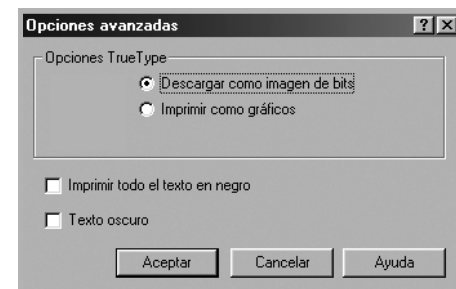 Opciones avanzadas
Opciones TrueType
Descargar como imagen de bits
Imprimir como gráficos
Imprimir todo el texto en negro
Texto oscuro
Aceptar Cancelar Ayuda